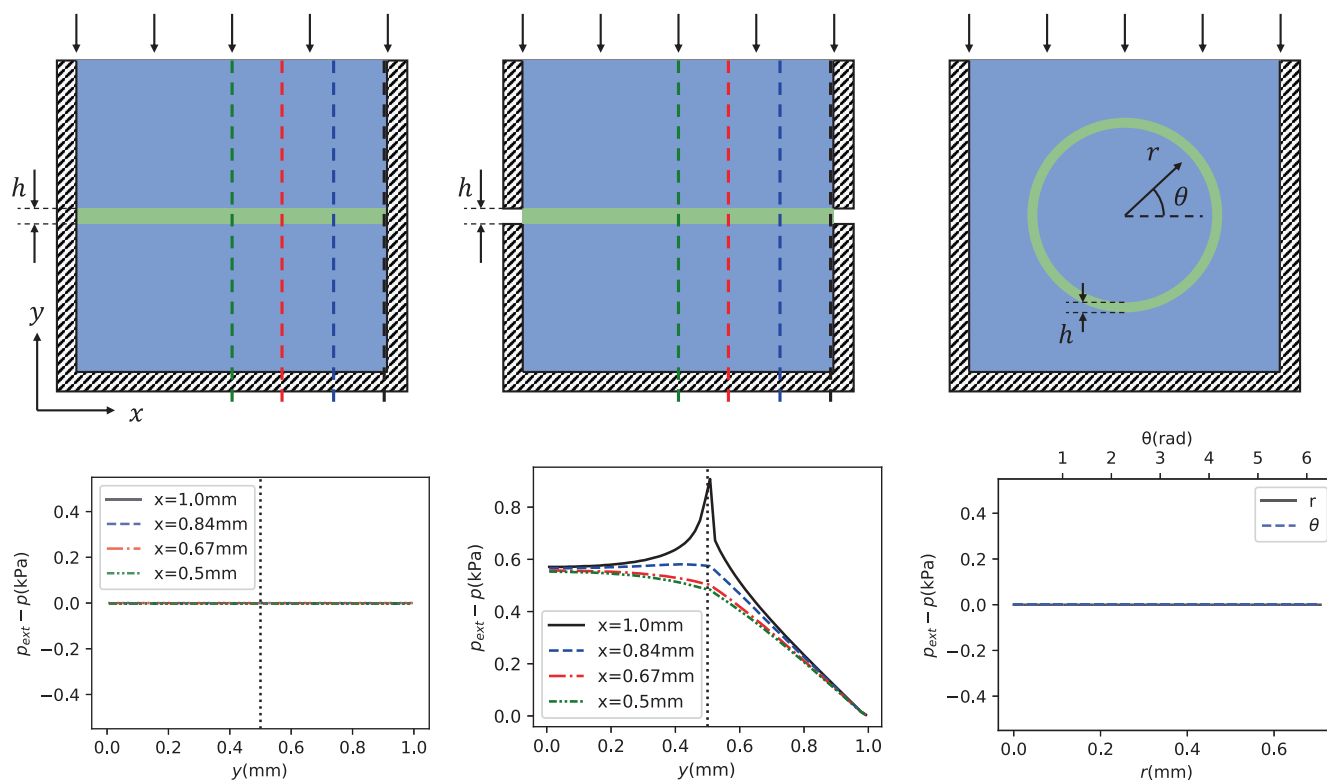 h
y
x
h
r
θ
h
p_ext − p(kPa)
0.4
0.2
0.0
−0.2
−0.4
x=1.0mm
x=0.84mm
x=0.67mm
x=0.5mm
0.0 0.2 0.4 0.6 0.8 1.0
y(mm)
p_ext − p(kPa)
0.8
0.6
0.4
0.2
0.0
x=1.0mm
x=0.84mm
x=0.67mm
x=0.5mm
0.0 0.2 0.4 0.6 0.8 1.0
y(mm)
θ(rad)
1 2 3 4 5 6
p_ext − p(kPa)
0.4
0.2
0.0
−0.2
−0.4
r
θ
0.0 0.2 0.4 0.6
r(mm)